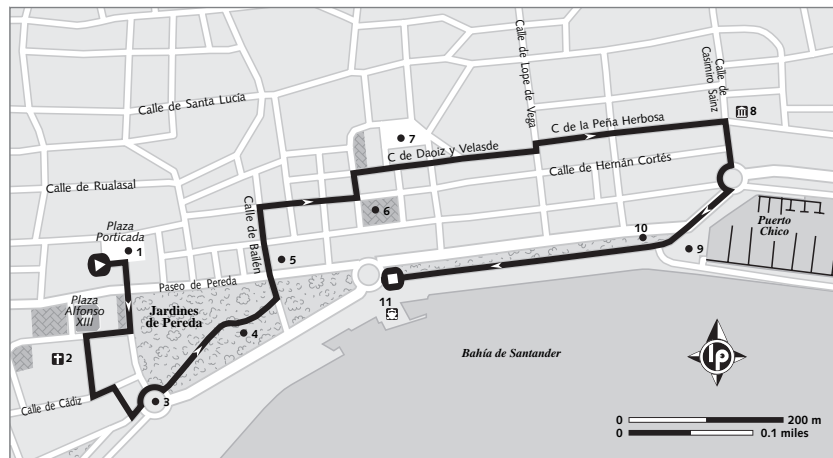 Calle de Santa Lucía
Calle de Lope de Vega
Calle de
Casimiro Sainz
8
7
C de la Peña Herbosa
C de Daoiz y Velasde
Calle de Hernán Cortés
Calle de Rualasal
Calle de Bailén
6
Plaza
Porticada
1
Puerto
Chico
10
9
5
Paseo de Pereda
Plaza
Alfonso
XIII
Jardines
de Pereda
11
4
2
Bahía de Santander
lp
Calle de Cádiz
3
0 200 m
0 0.1 miles